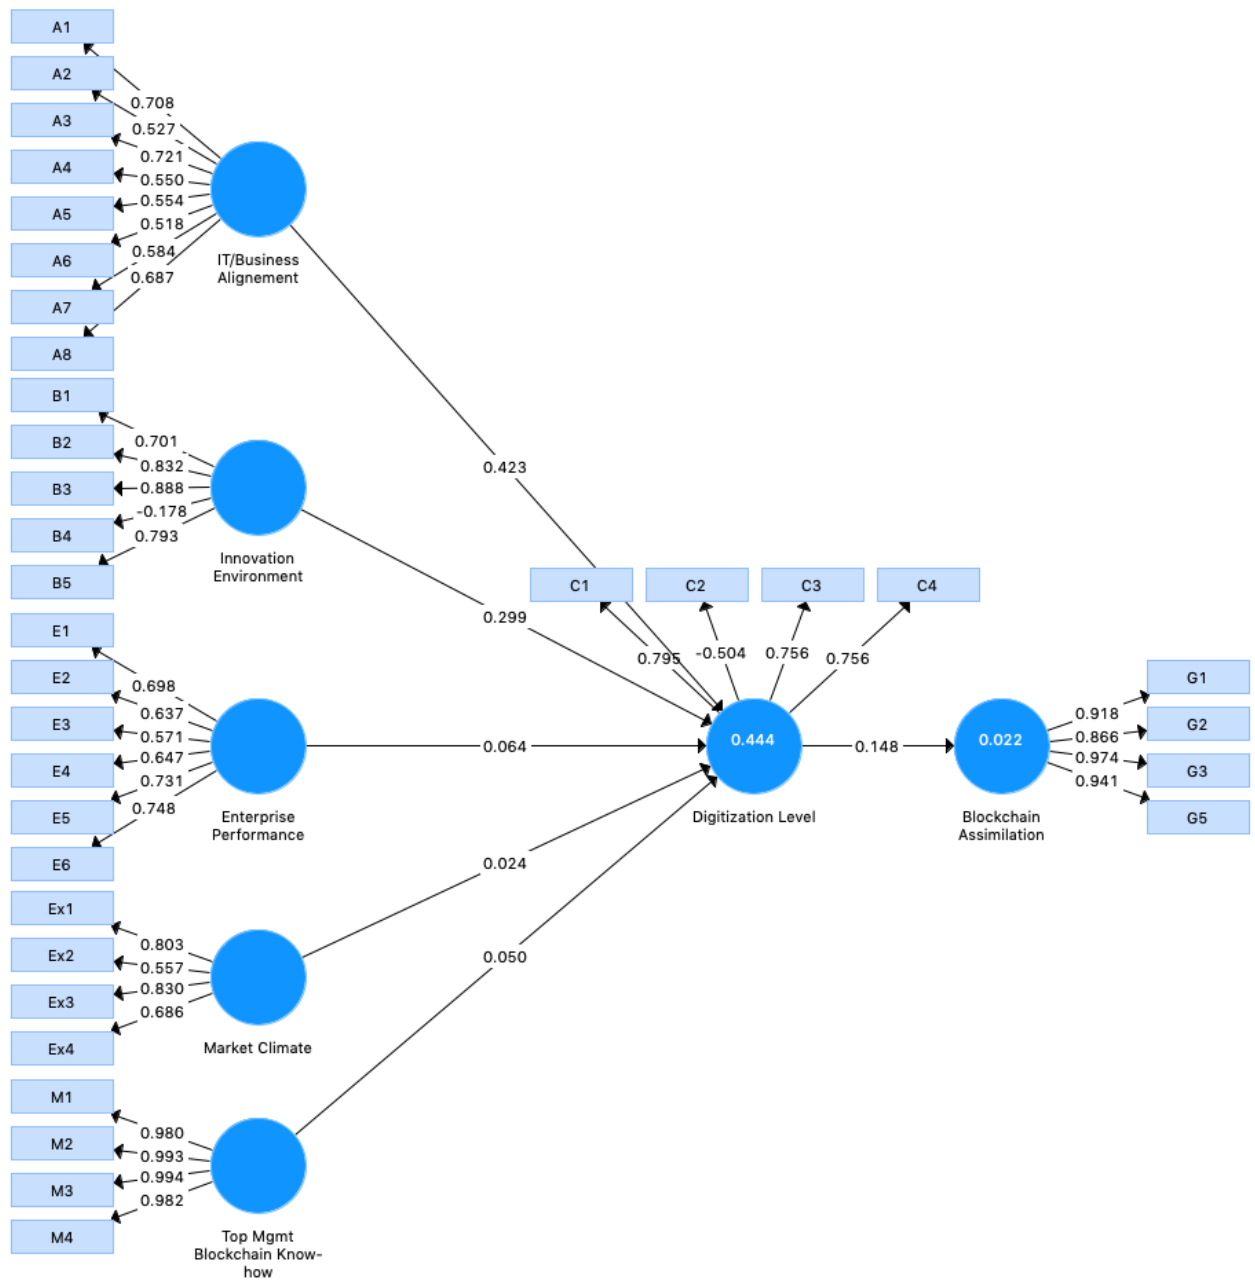 A1
A2
A3
A4
A5
A6
A7
A8
0.708
0.527
0.721
0.550
0.554
0.518
0.584
0.687
IT/Business
Alignement
B1
B2
B3
B4
B5
0.701
0.832
0.888
-0.178
0.793
Innovation
Environment
E1
E2
E3
E4
E5
E6
0.698
0.637
0.571
0.647
0.731
0.748
Enterprise
Performance
Ex1
Ex2
Ex3
Ex4
0.803
0.557
0.830
0.686
Market Climate
M1
M2
M3
M4
0.980
0.993
0.994
0.982
Top Mgmt
Blockchain Know-
how
0.423
0.299
0.064
0.024
0.050
C1
C2
C3
C4
0.795
-0.504
0.756
0.756
0.444
Digitization Level
0.148
0.022
Blockchain
Assimilation
0.918
0.866
0.974
0.941
G1
G2
G3
G5